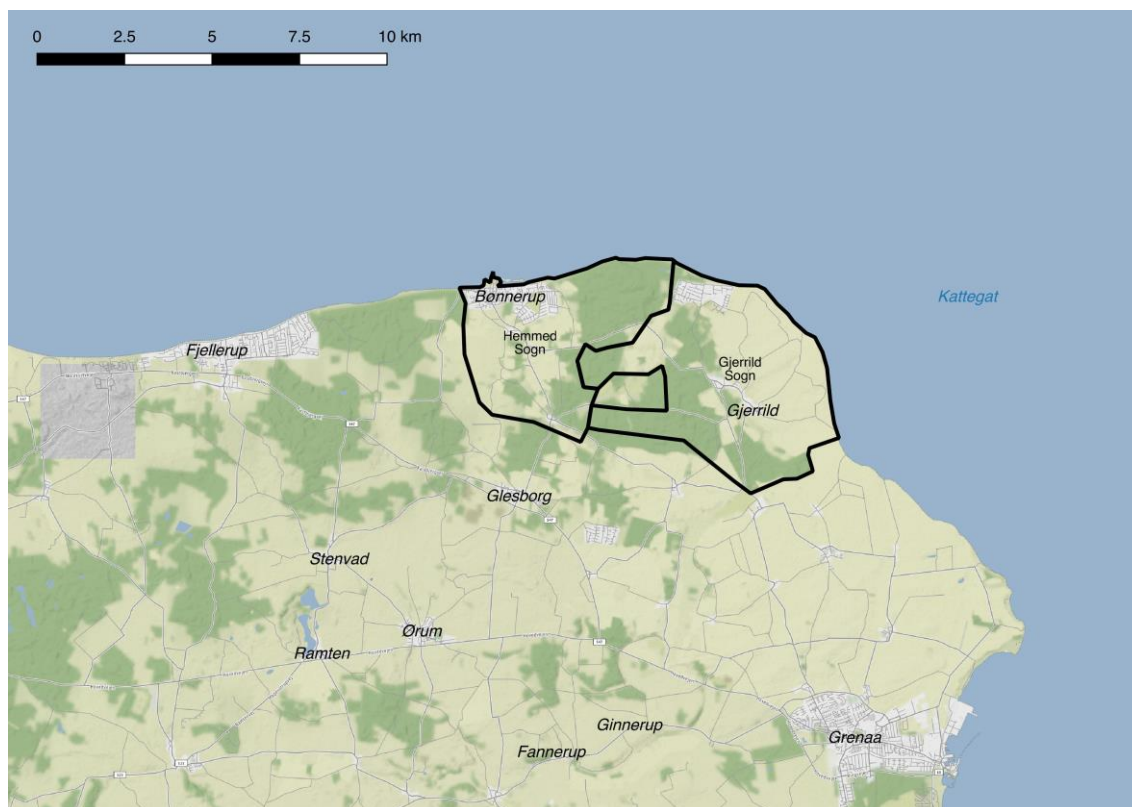 0 2.5 5 7.5 10 km
Kattegat
Bønnerup
Hemmed
Sogn
Fjellerup
Gjerrild
Sogn
Gjerrild
Glesborg
Stenvad
Ørum
Ramten
Ginnerup
Fannerup
Grenaa